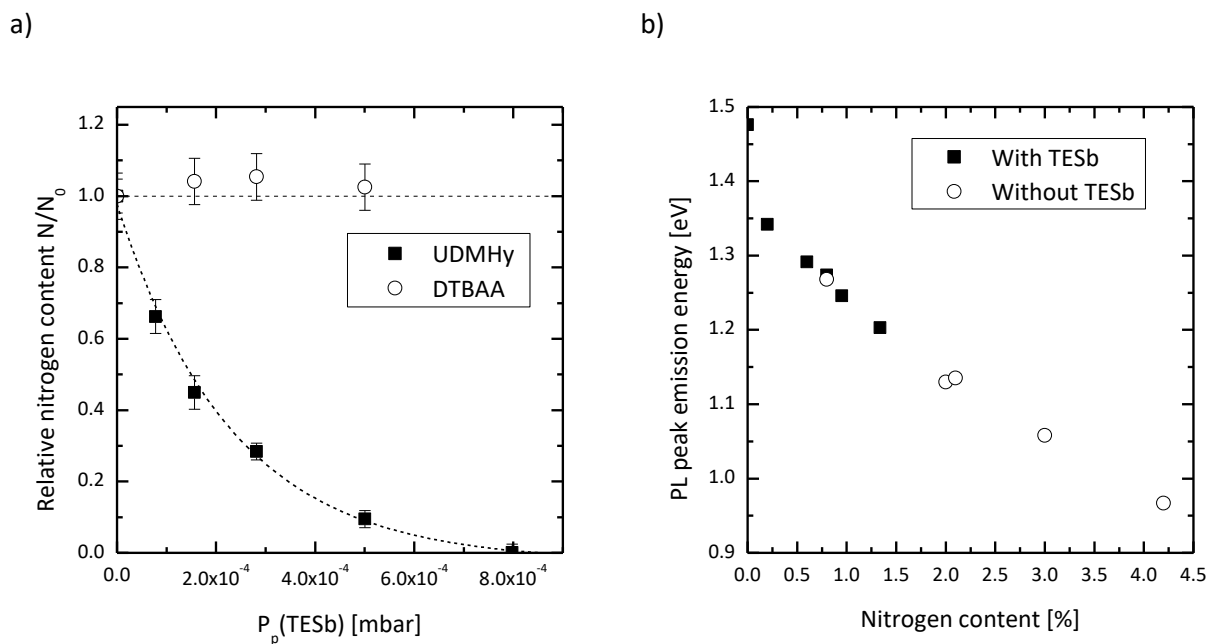 a)
b)
Relative nitrogen content N/N₀
1.2
1.0
0.8
0.6
0.4
0.2
0.0
UDMHy
DTBAA
0.0
2.0x10⁻⁴
4.0x10⁻⁴
6.0x10⁻⁴
8.0x10⁻⁴
Pₚ(TESb) [mbar]
PL peak emission energy [eV]
1.5
1.4
1.3
1.2
1.1
1.0
0.9
With TESb
Without TESb
0.0 0.5 1.0 1.5 2.0 2.5 3.0 3.5 4.0 4.5
Nitrogen content [%]